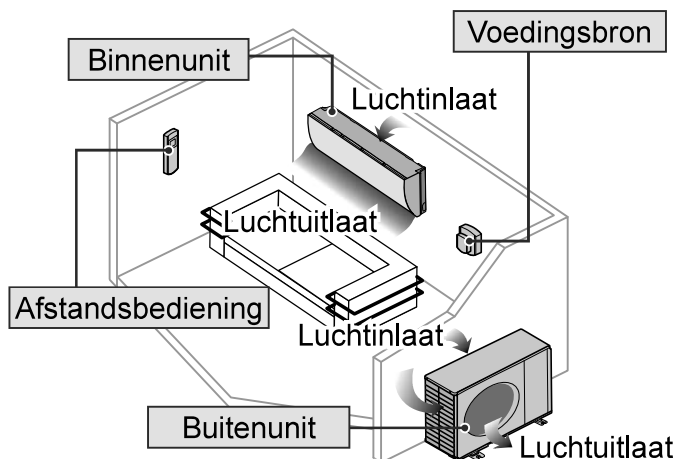 Voedingsbron
Binnenunit
Luchtinlaat
Luchtuitlaat
Afstandsbediening
Luchtinlaat
Buitenunit
Luchtuitlaat